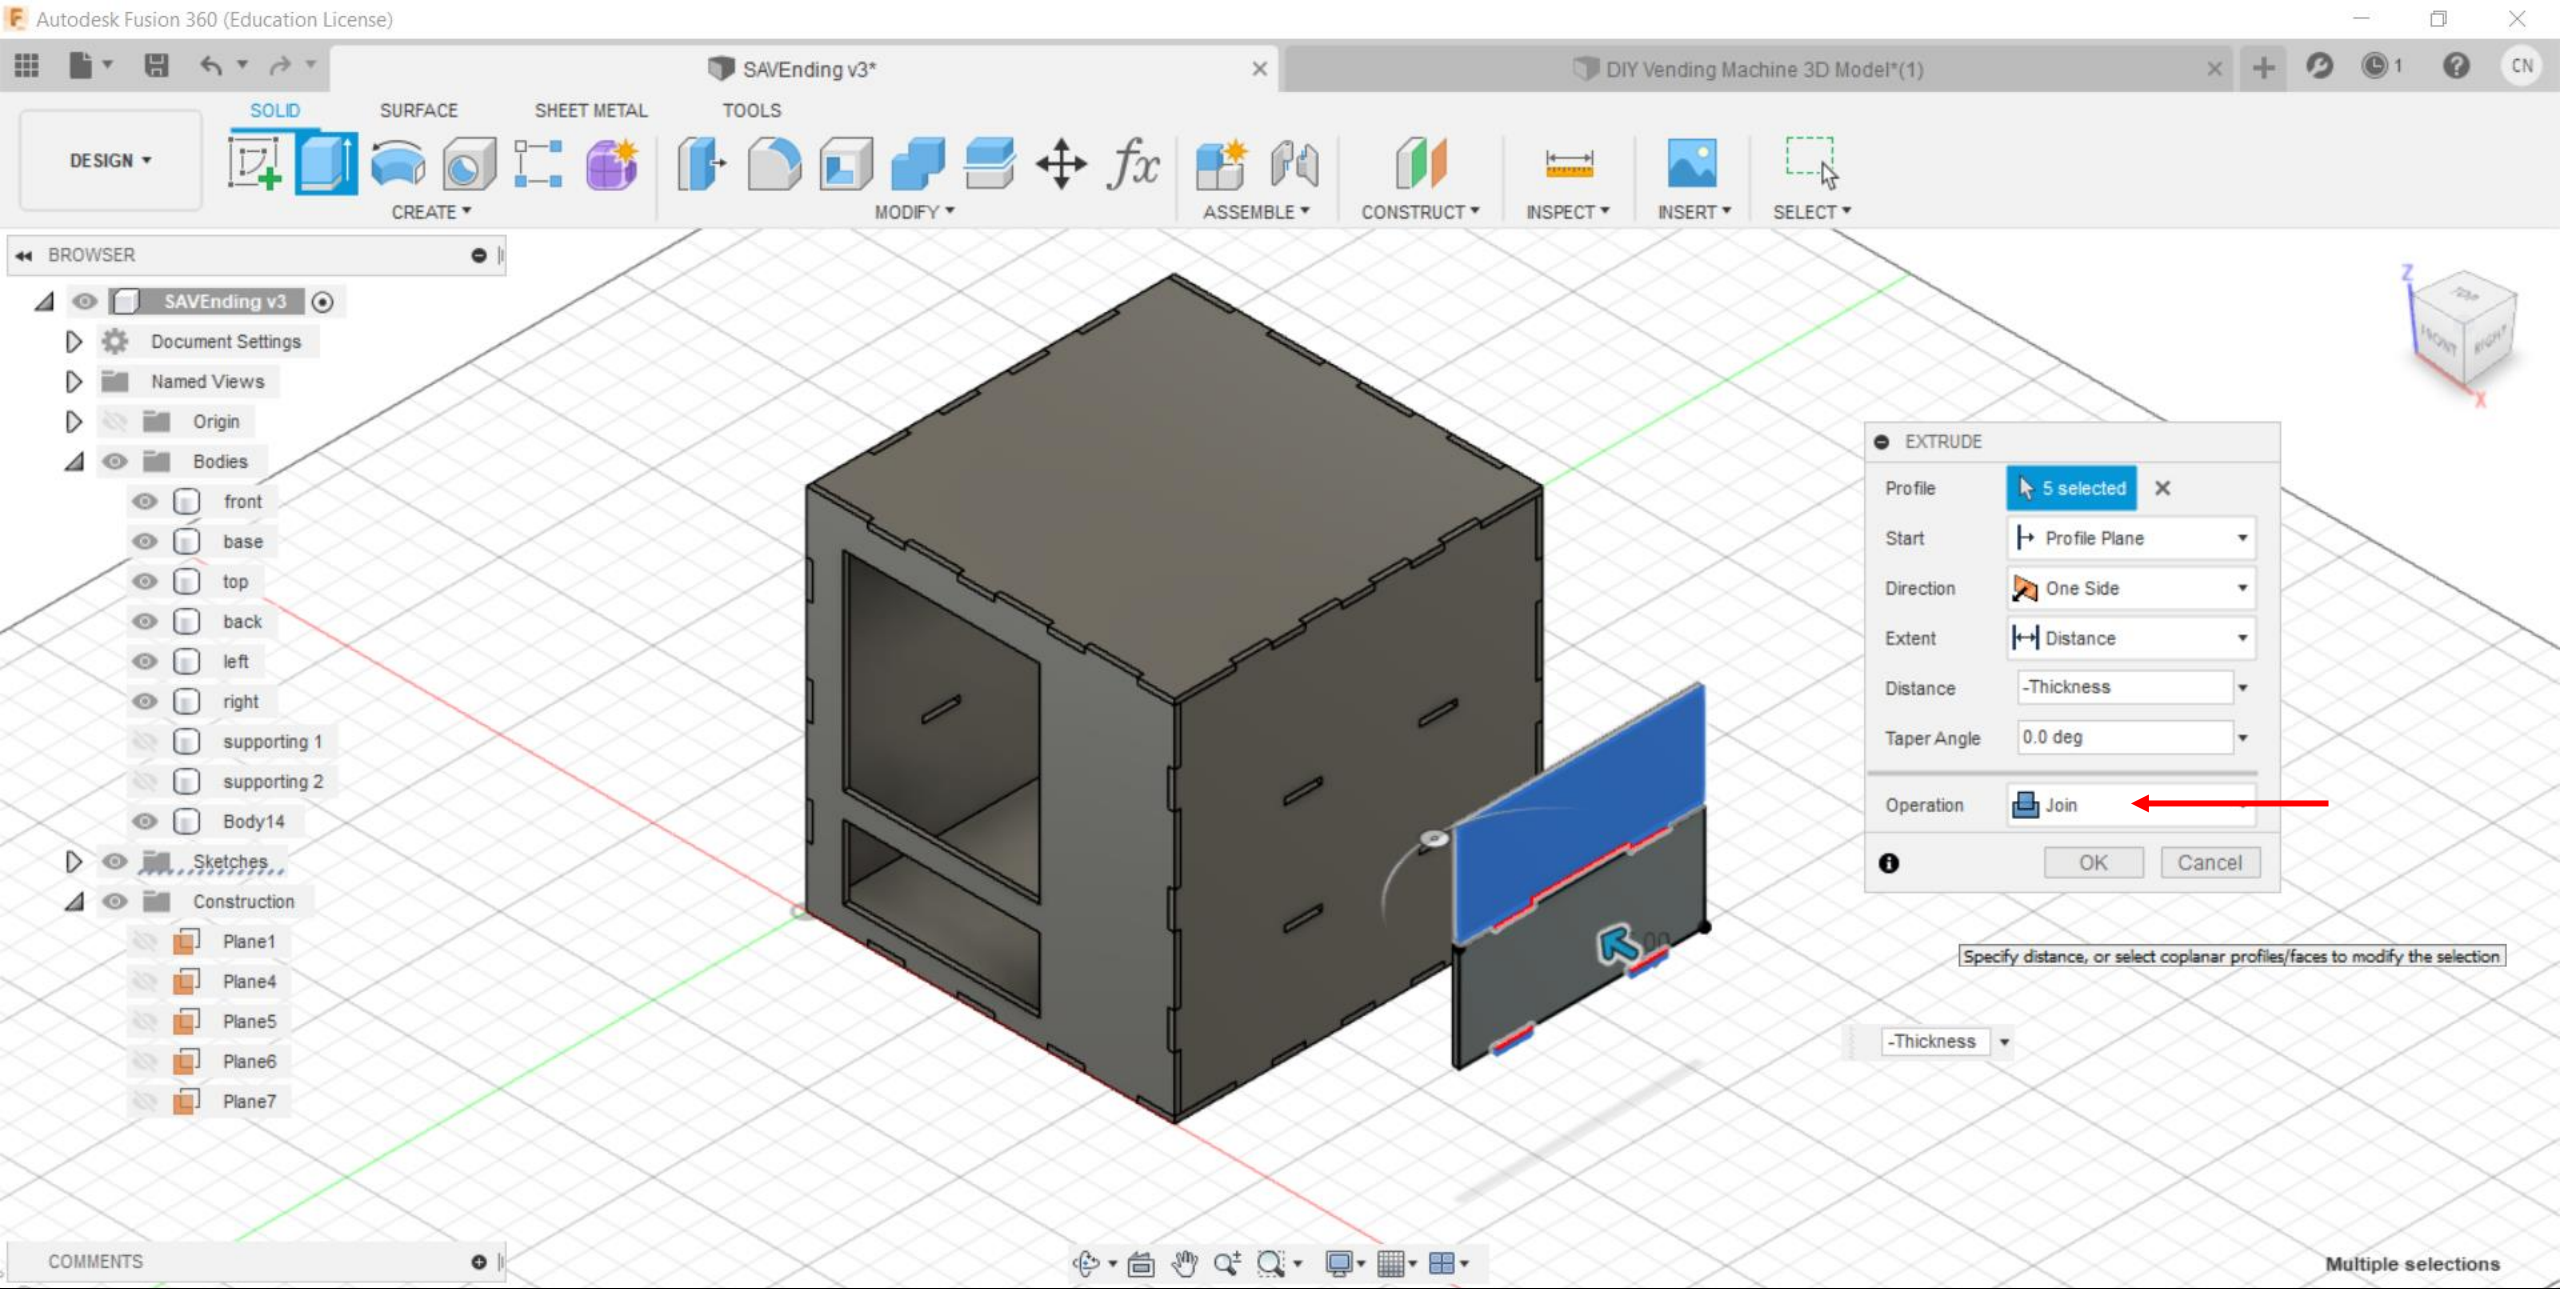 Autodesk Fusion 360 (Education License)
SAVEnding v3*
DIY Vending Machine 3D Model*(1)
1
CN
SOLID
SURFACE
SHEET METAL
TOOLS
DESIGN
CREATE
MODIFY
ASSEMBLE
CONSTRUCT
INSPECT
INSERT
SELECT
fx
BROWSER
SAVEnding v3
Document Settings
Named Views
Origin
Bodies
front
base
top
back
left
right
supporting 1
supporting 2
Body14
Sketches
Construction
Plane1
Plane4
Plane5
Plane6
Plane7
Z
TOP
FRONT
RIGHT
X
EXTRUDE
Profile
5 selected
Start
Profile Plane
Direction
One Side
Extent
Distance
Distance
-Thickness
Taper Angle
0.0 deg
Operation
Join
OK
Cancel
Specify distance, or select coplanar profiles/faces to modify the selection
-Thickness
COMMENTS
Multiple selections